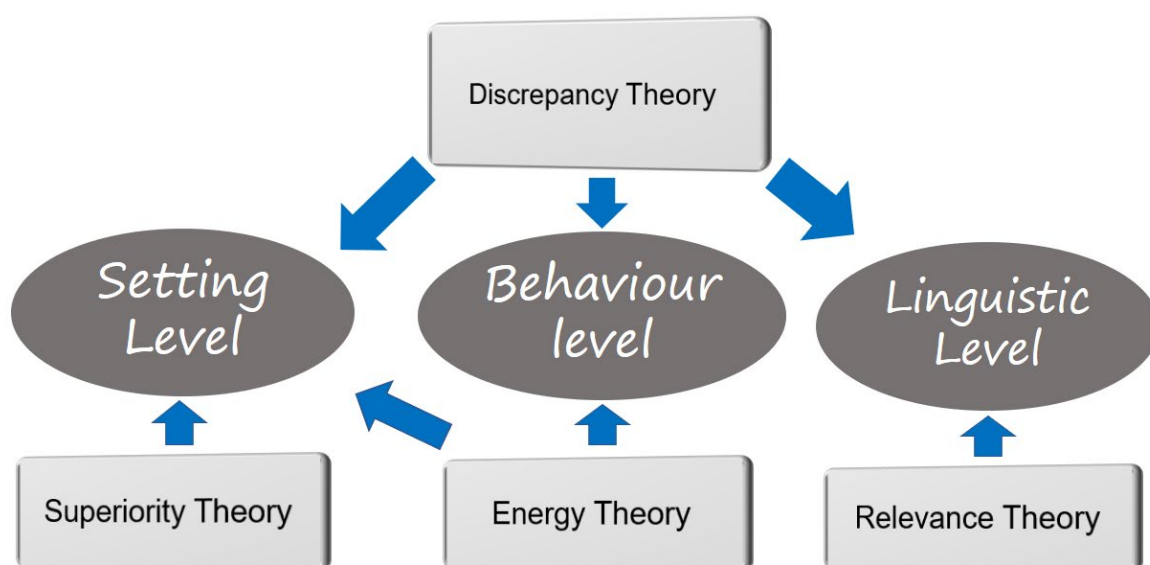 Discrepancy Theory
Setting
Level
Behaviour
level
Linguistic
Level
Superiority Theory
Energy Theory
Relevance Theory